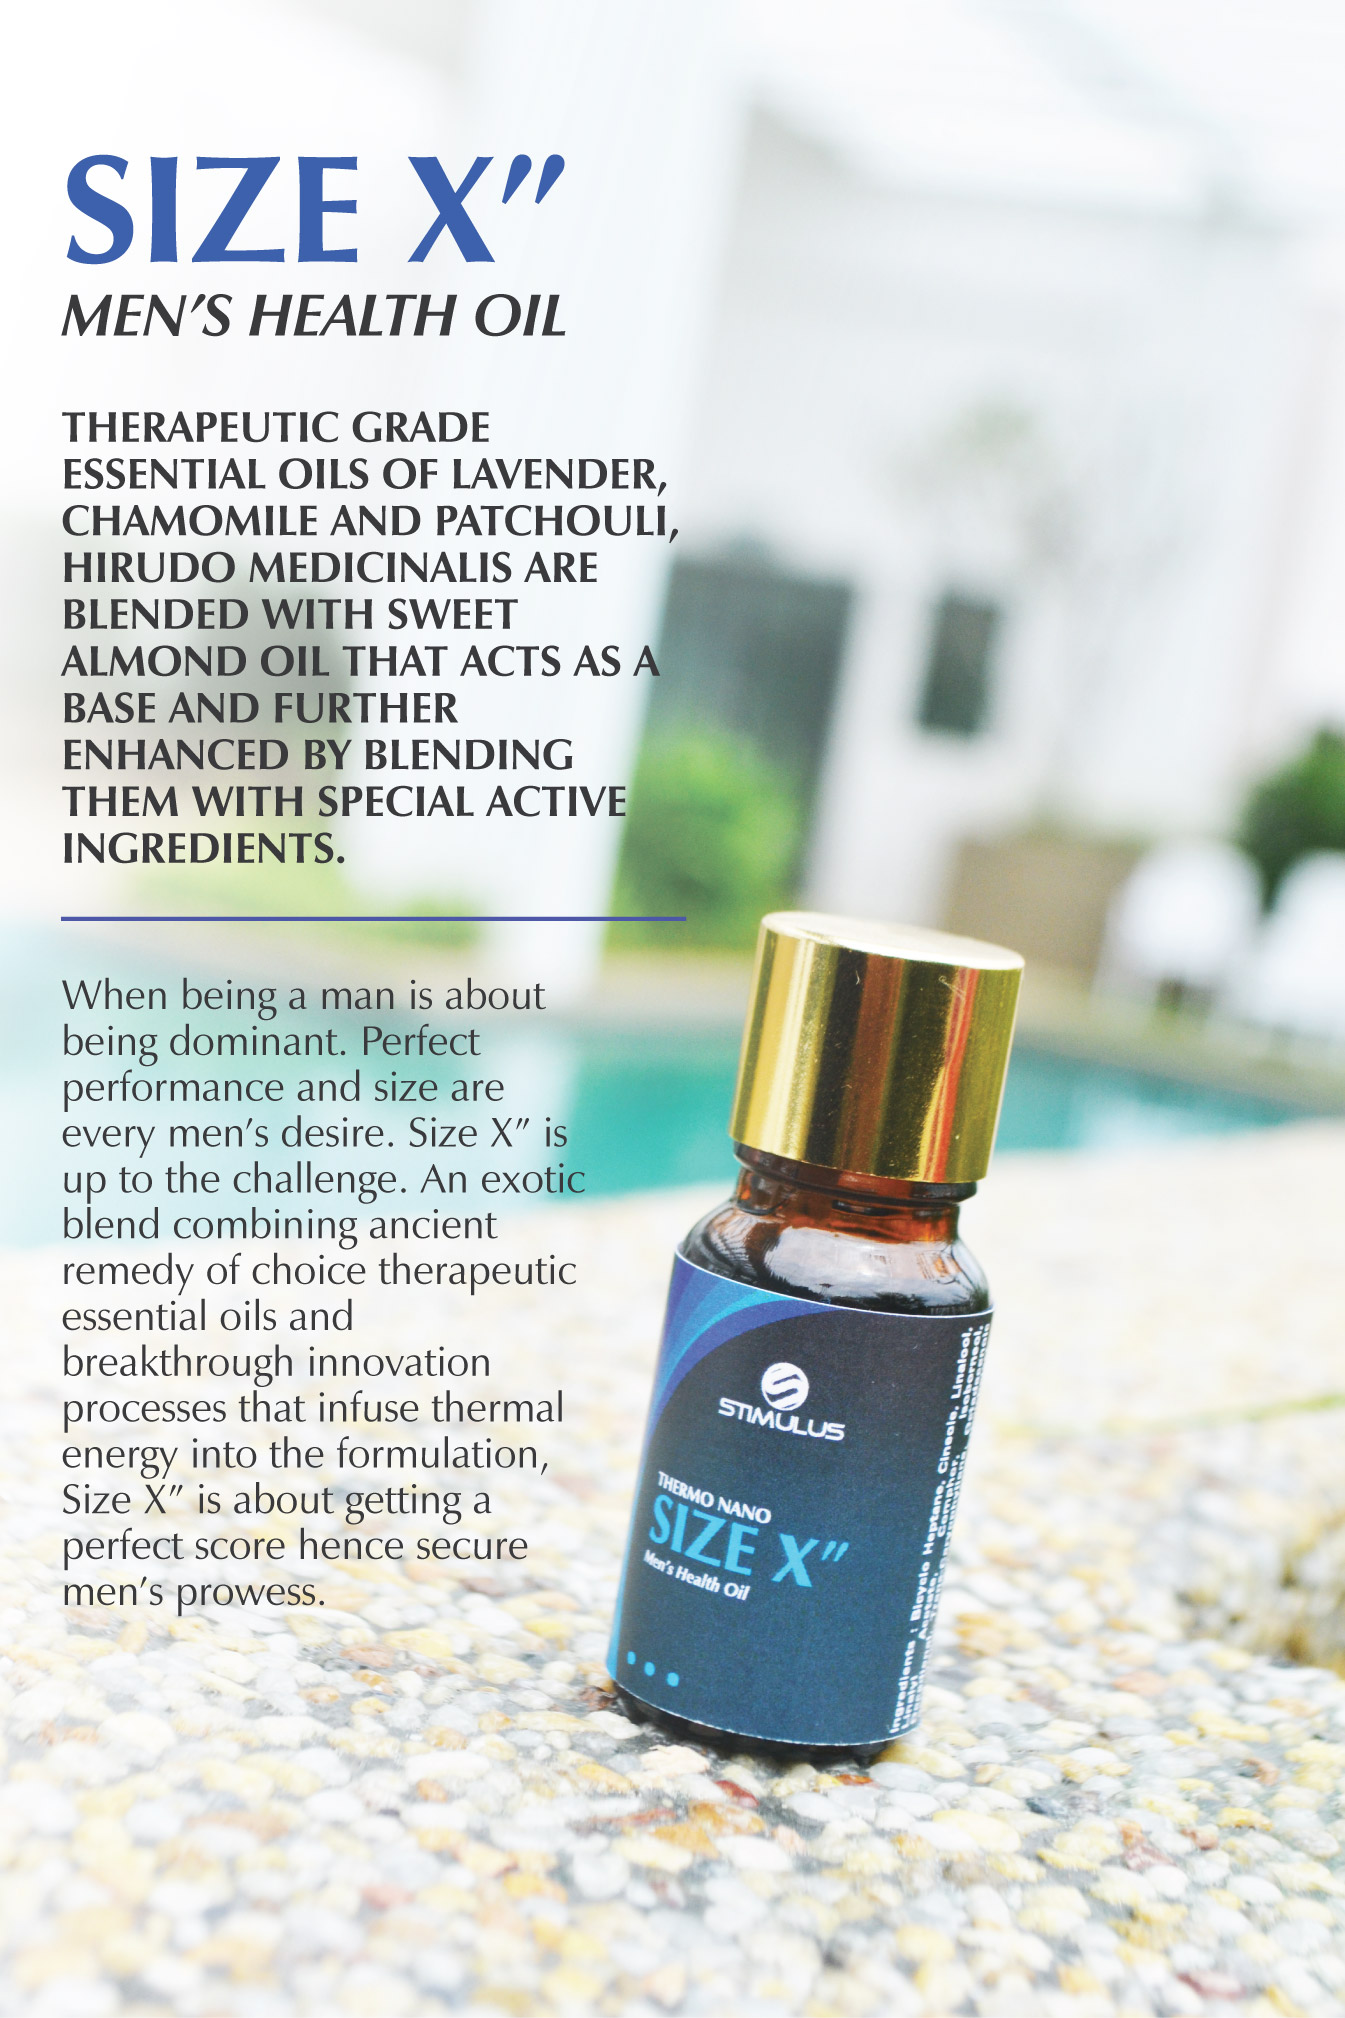 SIZE X”
MEN’S HEALTH OIL
THERAPEUTIC GRADE
ESSENTIAL OILS OF LAVENDER,
CHAMOMILE AND PATCHOULI,
HIRUDO MEDICINALIS ARE
BLENDED WITH SWEET
ALMOND OIL THAT ACTS AS A
BASE AND FURTHER
ENHANCED BY BLENDING
THEM WITH SPECIAL ACTIVE
INGREDIENTS.
When being a man is about
being dominant. Perfect
performance and size are
every men’s desire. Size X” is
up to the challenge. An exotic
blend combining ancient
remedy of choice therapeutic
essential oils and
breakthrough innovation
processes that infuse thermal
energy into the formulation,
Size X” is about getting a
perfect score hence secure
men’s prowess.
STIMULUS
THERMO NANO
SIZE X”
Men’s Health Oil
Ingredients : Heptane, Cineole, Linalool,